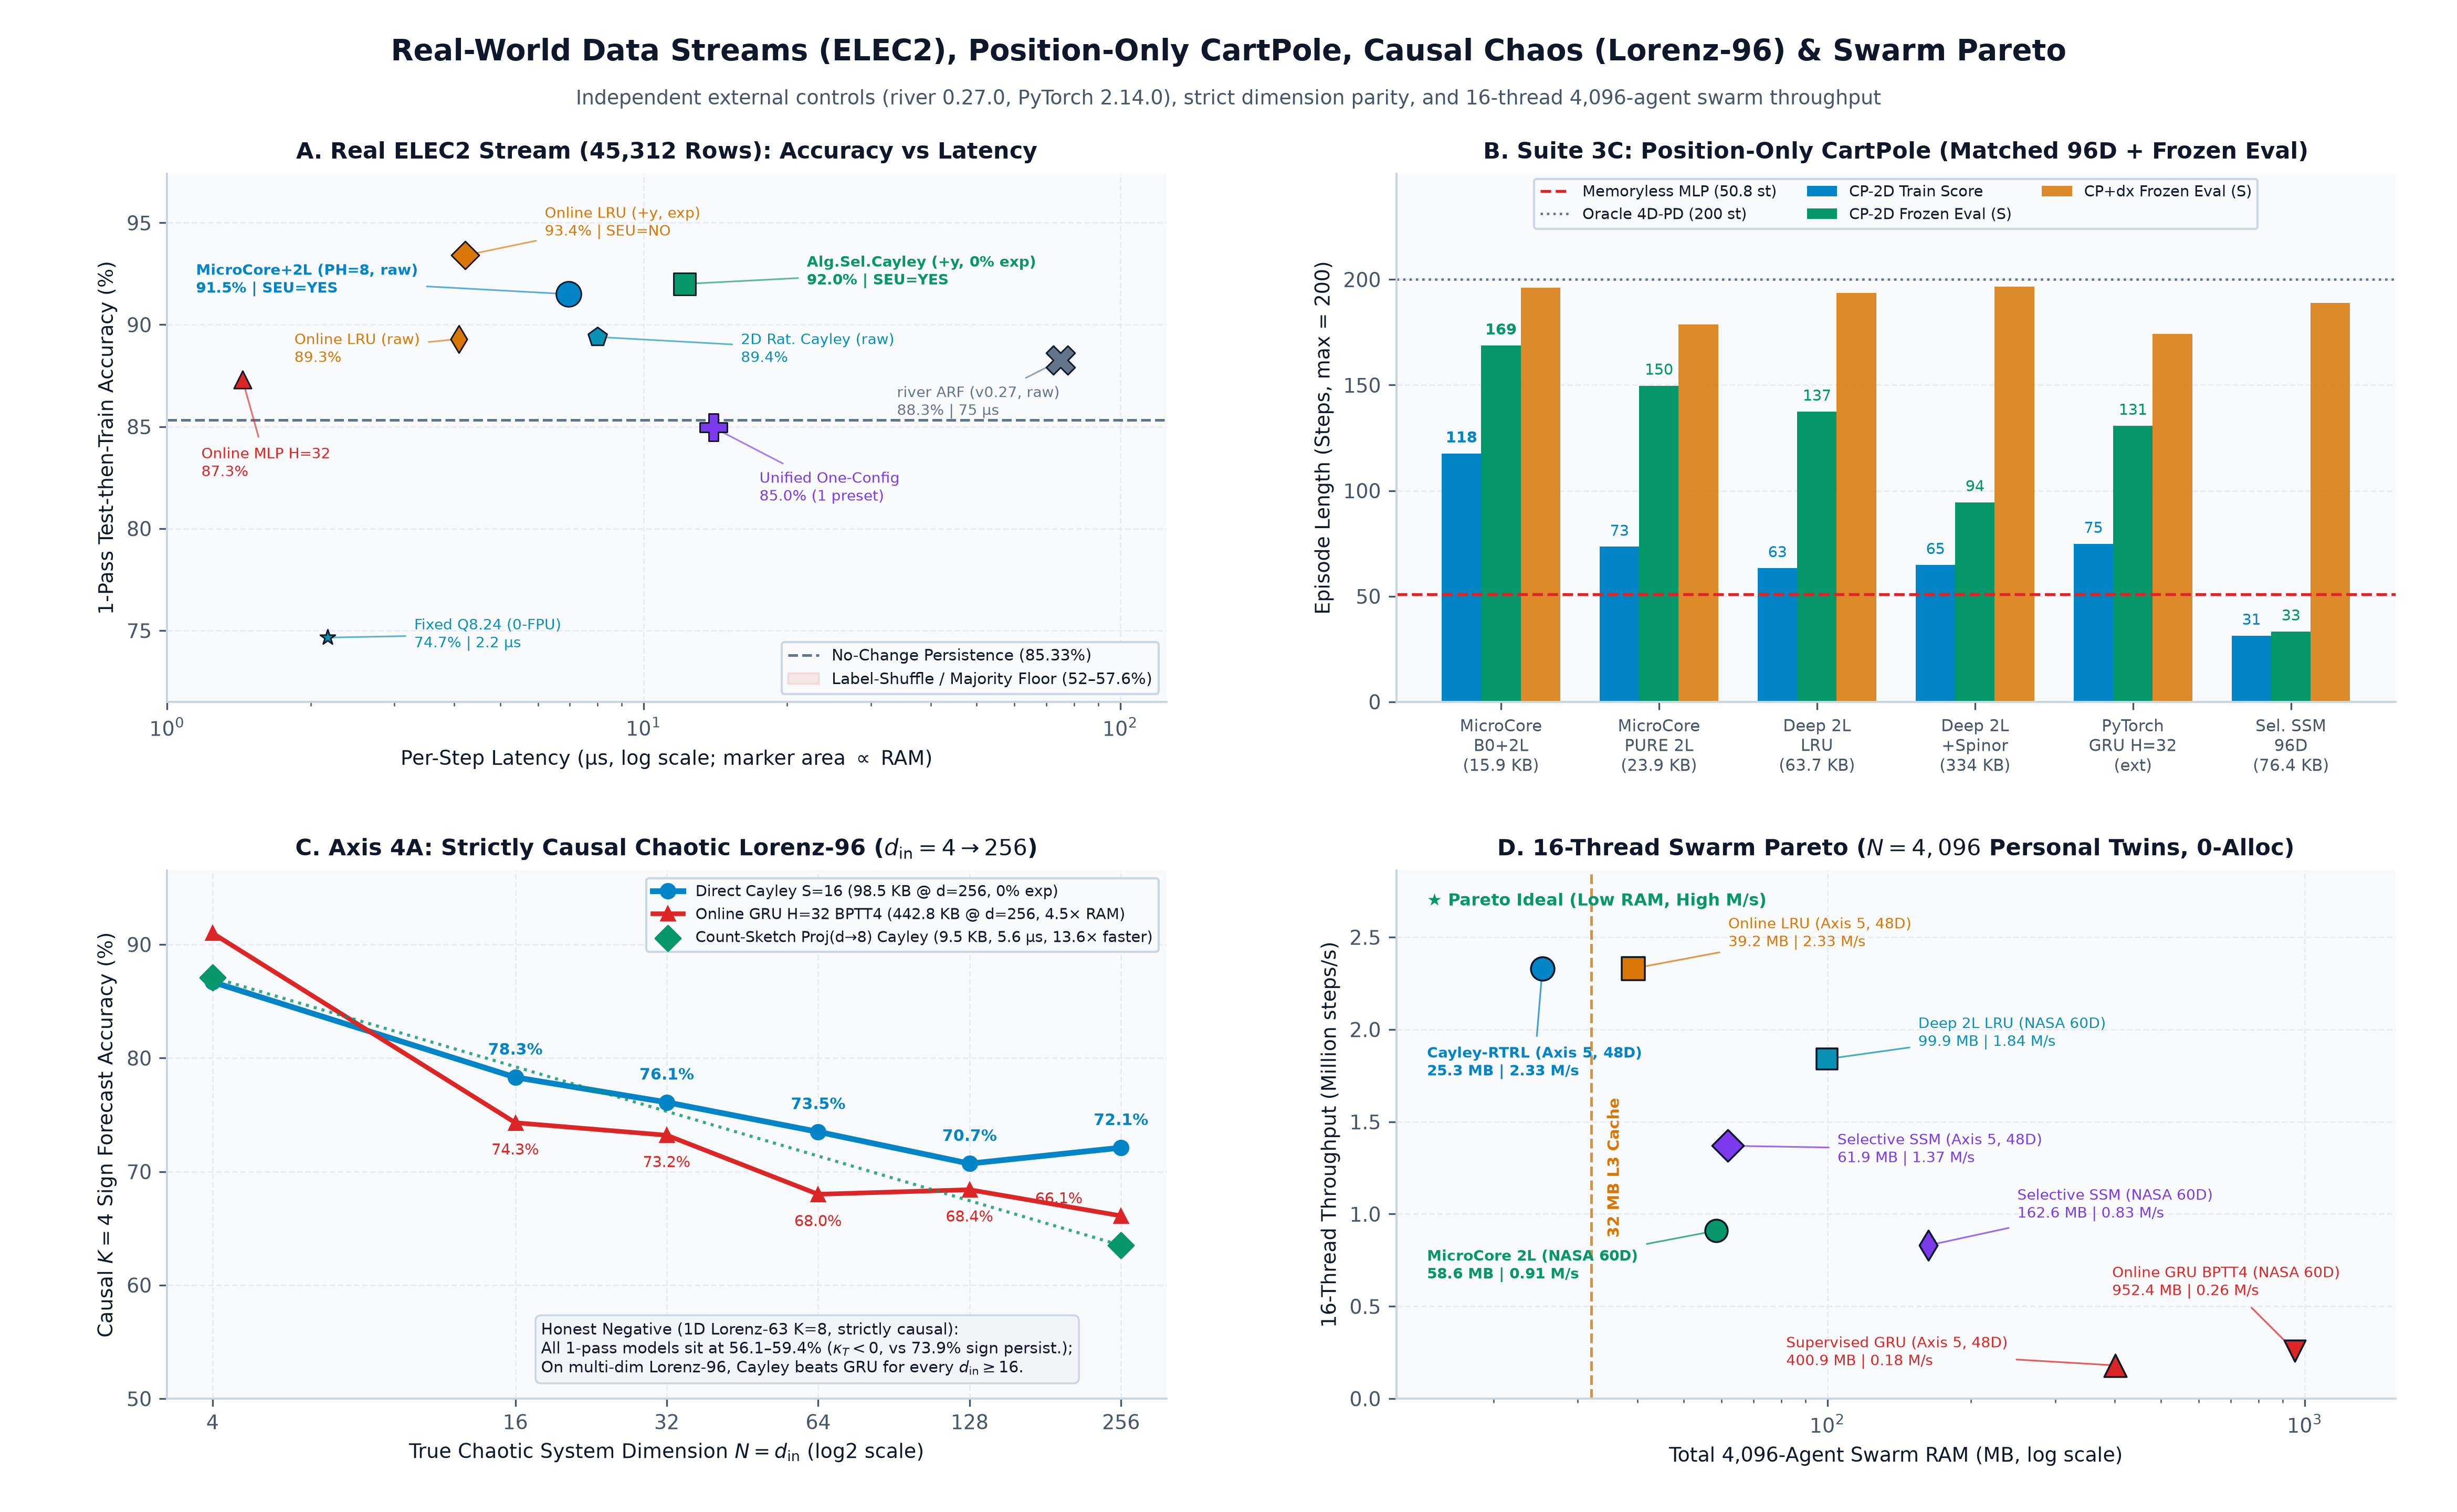 Real-World Data Streams (ELEC2), Position-Only CartPole, Causal Chaos (Lorenz-96) & Swarm Pareto
Independent external controls (river 0.27.0, PyTorch 2.14.0), strict dimension parity, and 16-thread 4,096-agent swarm throughput
A. Real ELEC2 Stream (45,312 Rows): Accuracy vs Latency
1-Pass Test-then-Train Accuracy (%)
95
90
85
80
75
Online LRU (+y, exp)
93.4% | SEU=NO
MicroCore+2L (PH=8, raw)
91.5% | SEU=YES
Alg.Sel.Cayley (+y, 0% exp)
92.0% | SEU=YES
Online LRU (raw)
89.3%
2D Rat. Cayley (raw)
89.4%
river ARF (v0.27, raw)
88.3% | 75 µs
Online MLP H=32
87.3%
Unified One-Config
85.0% (1 preset)
Fixed Q8.24 (0-FPU)
74.7% | 2.2 µs
No-Change Persistence (85.33%)
Label-Shuffle / Majority Floor (52–57.6%)
10⁰ 10¹ 10²
Per-Step Latency (µs, log scale; marker area ∝ RAM)
B. Suite 3C: Position-Only CartPole (Matched 96D + Frozen Eval)
Memoryless MLP (50.8 st)
Oracle 4D-PD (200 st)
CP-2D Train Score
CP-2D Frozen Eval (S)
CP+dx Frozen Eval (S)
Episode Length (Steps, max = 200)
200
150
100
50
0
118 169
73 150
63 137
65 94
75 131
31 33
MicroCore
B0+2L
(15.9 KB)
MicroCore
PURE 2L
(23.9 KB)
Deep 2L
LRU
(63.7 KB)
Deep 2L
+Spinor
(334 KB)
PyTorch
GRU H=32
(ext)
Sel. SSM
96D
(76.4 KB)
C. Axis 4A: Strictly Causal Chaotic Lorenz-96 (d_in = 4 → 256)
Causal K = 4 Sign Forecast Accuracy (%)
90
80
70
60
50
Direct Cayley S=16 (98.5 KB @ d=256, 0% exp)
Online GRU H=32 BPTT4 (442.8 KB @ d=256, 4.5× RAM)
Count-Sketch Proj(d→8) Cayley (9.5 KB, 5.6 µs, 13.6× faster)
78.3%
76.1%
73.5%
70.7%
72.1%
74.3%
73.2%
68.0%
68.4%
66.1%
Honest Negative (1D Lorenz-63 K=8, strictly causal):
All 1-pass models sit at 56.1–59.4% (κ_T < 0, vs 73.9% sign persist.);
On multi-dim Lorenz-96, Cayley beats GRU for every d_in ≥ 16.
4 16 32 64 128 256
True Chaotic System Dimension N = d_in (log2 scale)
D. 16-Thread Swarm Pareto (N = 4, 096 Personal Twins, 0-Alloc)
16-Thread Throughput (Million steps/s)
2.5
2.0
1.5
1.0
0.5
0.0
★ Pareto Ideal (Low RAM, High M/s)
Online LRU (Axis 5, 48D)
39.2 MB | 2.33 M/s
Cayley-RTRL (Axis 5, 48D)
25.3 MB | 2.33 M/s
Deep 2L LRU (NASA 60D)
99.9 MB | 1.84 M/s
32 MB L3 Cache
Selective SSM (Axis 5, 48D)
61.9 MB | 1.37 M/s
Selective SSM (NASA 60D)
162.6 MB | 0.83 M/s
MicroCore 2L (NASA 60D)
58.6 MB | 0.91 M/s
Online GRU BPTT4 (NASA 60D)
952.4 MB | 0.26 M/s
Supervised GRU (Axis 5, 48D)
400.9 MB | 0.18 M/s
10² 10³
Total 4,096-Agent Swarm RAM (MB, log scale)